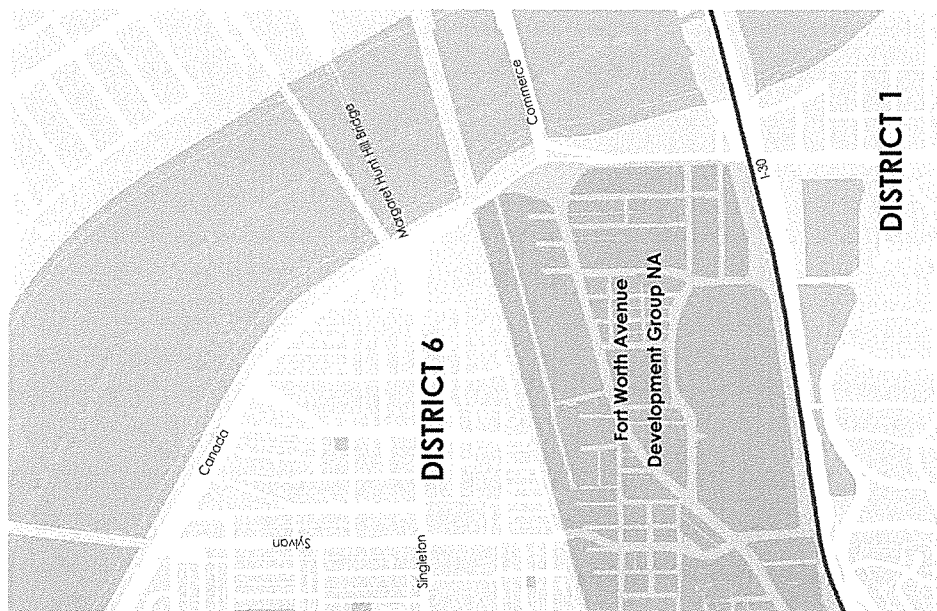 Canada
Sylvan
Singleton
DISTRICT 6
Margaret Hunt Hill Bridge
Commerce
Fort Worth Avenue
Development Group NA
I-30
DISTRICT 1